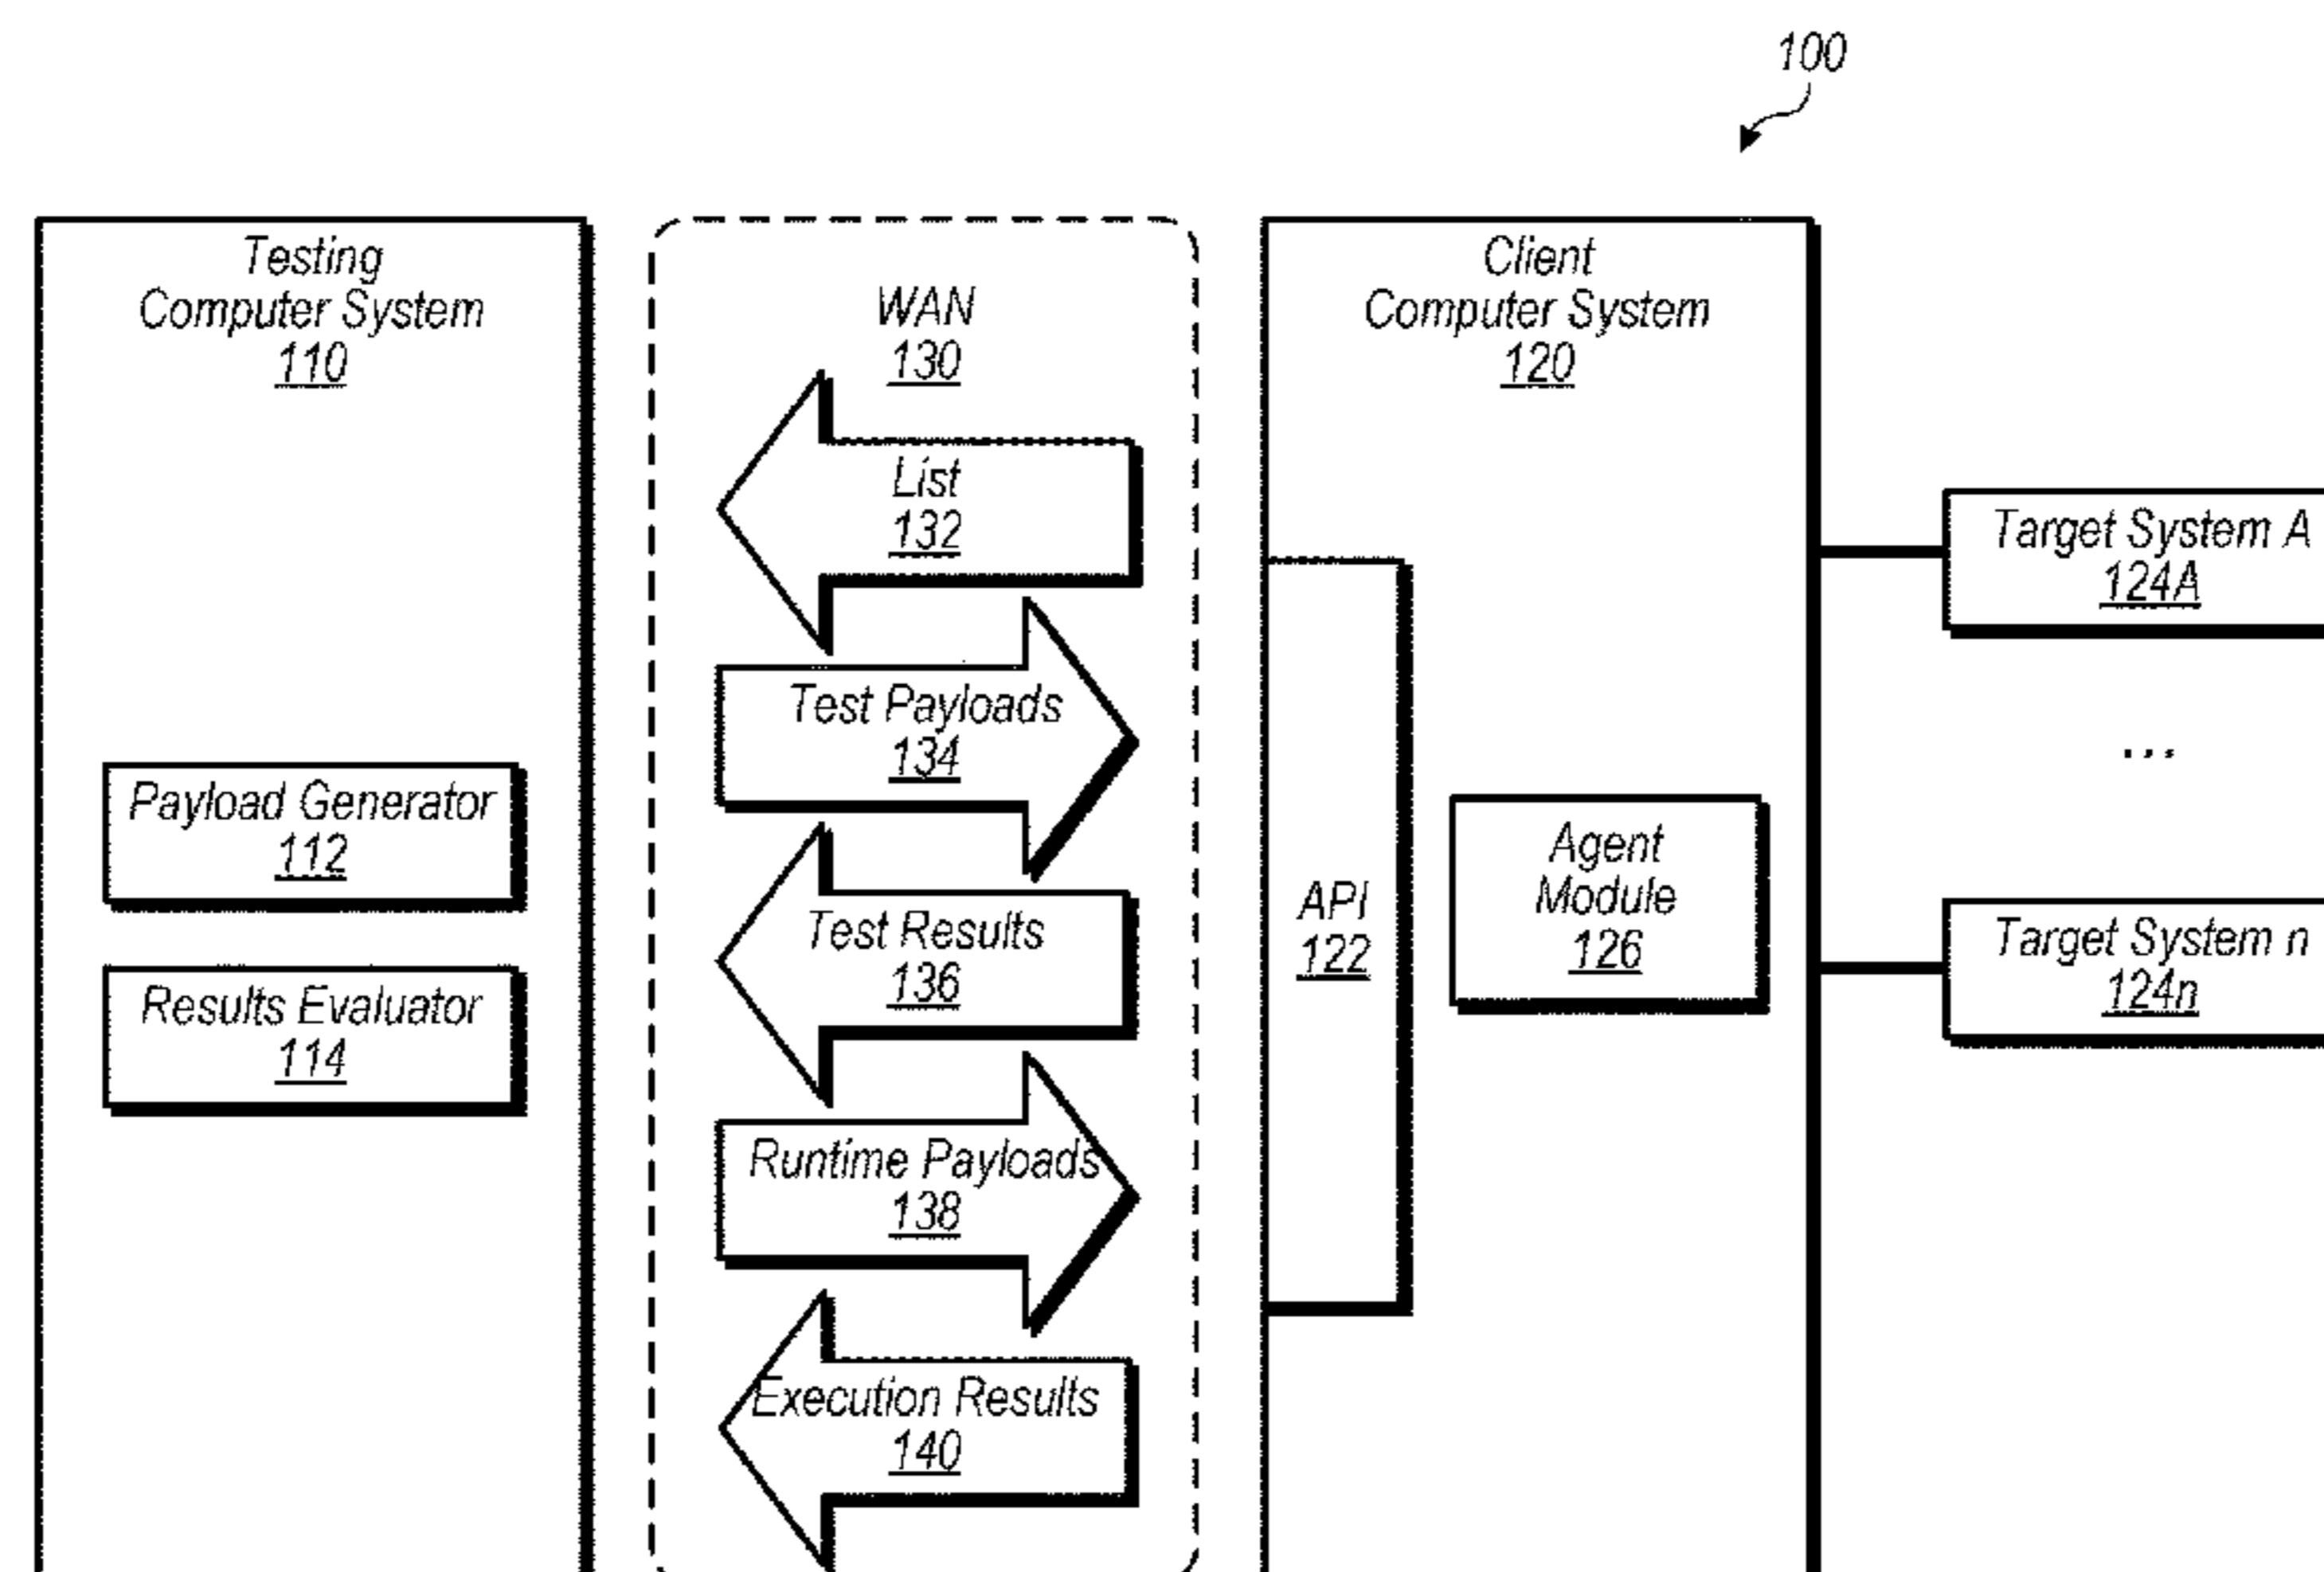 100
Testing
Computer System
110
Payload Generator
112
Results Evaluator
114
WAN
130
List
132
Test Payloads
134
Test Results
136
Runtime Payloads
138
Execution Results
140
Client
Computer System
120
API
122
Agent
Module
126
Target System A
124A
...
Target System n
124n